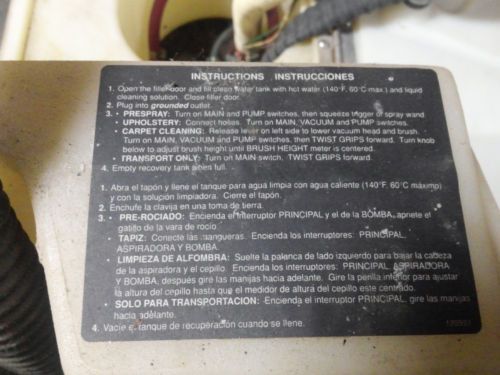 INSTRUCTIONS INSTRUCCIONES
1. Open the filler door and fill clean water tank with hot water (140°F, 60°C max.) and liquid
cleaning solution. Close filler door.
2. Plug into grounded outlet.
3. • PRESPRAY: Turn on MAIN and PUMP switches, then squeeze trigger of spray wand
• UPHOLSTERY: Connect hoses. Turn on MAIN, VACUUM and PUMP switches.
• CARPET CLEANING: Release lever on left side to lower vacuum head and brush.
Turn on MAIN, VACUUM and PUMP switches, then TWIST GRIPS forward. Turn knob
below to adjust brush height until BRUSH HEIGHT meter is centered.
• TRANSPORT ONLY: Turn on MAIN switch, TWIST GRIPS forward.
4. Empty recovery tank when full.
1. Abra el tapón y llene el tanque para agua limpia con agua caliente (140°F, 60°C máximo)
y con la solución limpiadora. Cierre el tapón.
2. Enchufe la clavija en una toma de tierra.
3. • PRE-ROCIADO: Encienda el interruptor PRINCIPAL y el de la BOMBA, apriete el
gatillo de la vara de rocio
• TAPIZ: Conecte las mangueras. Encienda los interruptores: PRINCIPAL,
ASPIRADORA Y BOMBA.
• LIMPIEZA DE ALFOMBRA: Suelte la palenca de lado izquierdo para bajar la cabeza
de la aspiradora y el cepillo. Encienda los interruptores: PRINCIPAL, ASPIRADORA
Y BOMBA, después gire las manijas hacia adelante. Gire la perilla inferior para ajustar
la altura del cepillo hasta que el medidor de altura del cepillo este centrado.
• SOLO PARA TRANSPORTACION: Encienda el interruptor PRINCIPAL, gire las manijas
hacia adelante.
4. Vacie el tanque de recuperación cuando se llene.